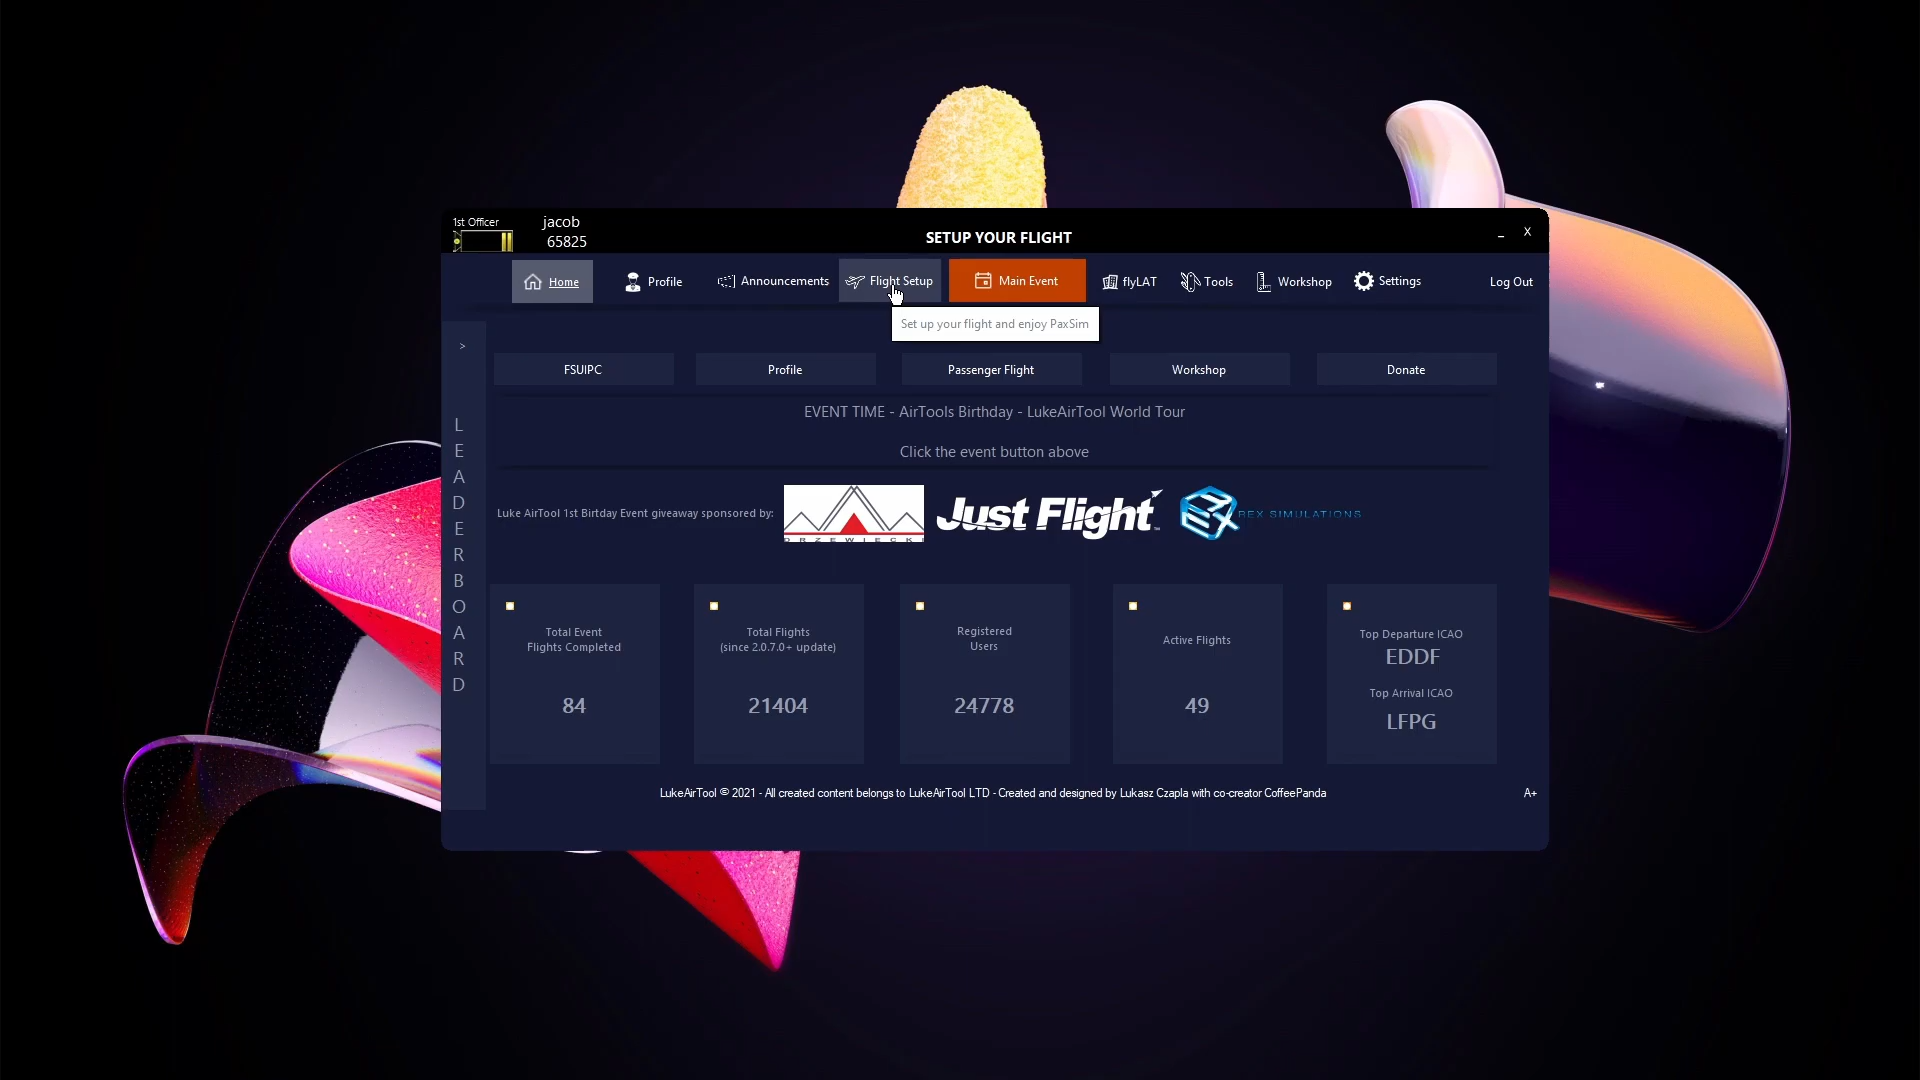 1st Officer
jacob
65825
SETUP YOUR FLIGHT
_ X
Home
Profile
Announcements
Flight Setup
Main Event
flyLAT
Tools
Workshop
Settings
Log Out
Set up your flight and enjoy PaxSim
>
FSUIPC
Profile
Passenger Flight
Workshop
Donate
EVENT TIME - AirTools Birthday - LukeAirTool World Tour
Click the event button above
LEADERBOARD
Luke AirTool 1st Birtday Event giveaway sponsored by:
DRZEWIECKI
Just Flight™
REX
REX SIMULATIONS
Total Event
Flights Completed
84
Total Flights
(since 2.0.7.0+ update)
21404
Registered
Users
24778
Active Flights
49
Top Departure ICAO
EDDF
Top Arrival ICAO
LFPG
LukeAirTool © 2021 - All created content belongs to LukeAirTool LTD - Created and designed by Lukasz Czapla with co-creator CoffeePanda
A+